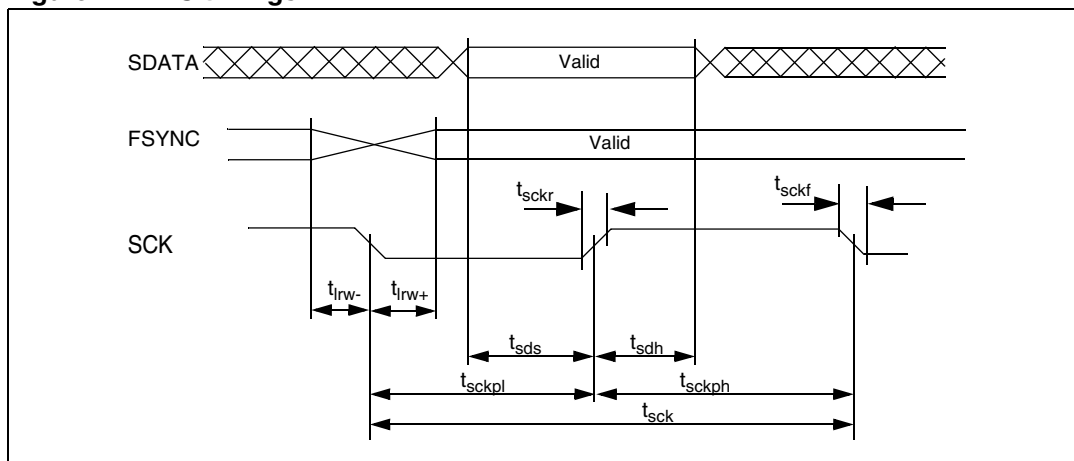 SDATA
Valid
FSYNC
Valid
tsckr
tsckf
SCK
tlrw-
tlrw+
tsds
tsdh
tsckpl
tsckph
tsck